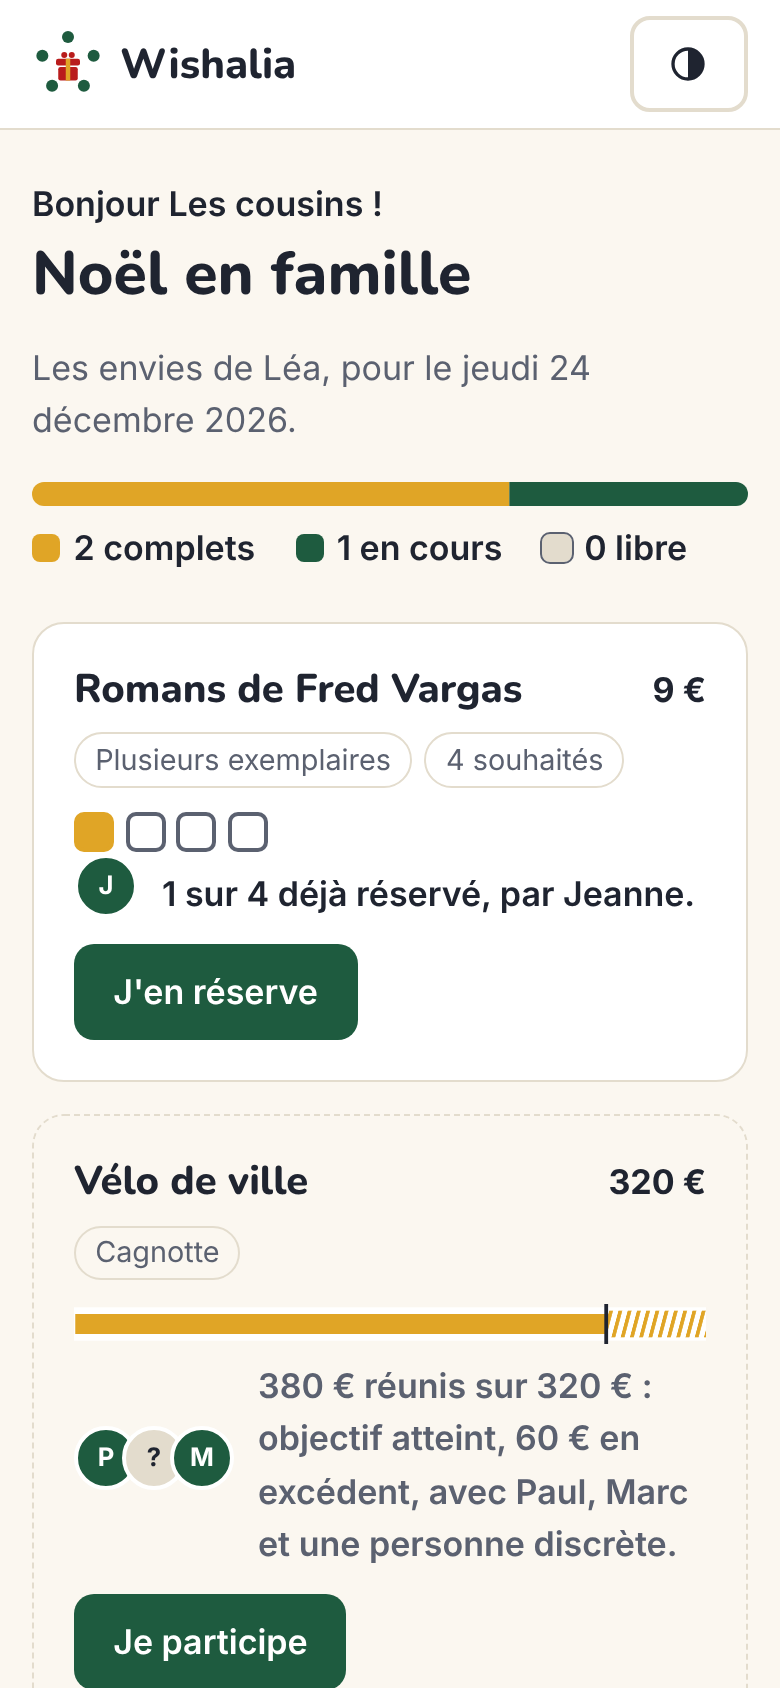 Wishalia
Bonjour Les cousins !
Noël en famille
Les envies de Léa, pour le jeudi 24
décembre 2026.
2 complets 1 en cours 0 libre
Romans de Fred Vargas 9 €
Plusieurs exemplaires 4 souhaités
J 1 sur 4 déjà réservé, par Jeanne.
J'en réserve
Vélo de ville 320 €
Cagnotte
380 € réunis sur 320 € :
objectif atteint, 60 € en
P ? M
excédent, avec Paul, Marc
et une personne discrète.
Je participe